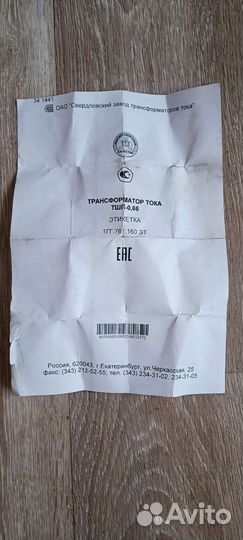 34 1441
ОАО "Свердловский завод трансформаторов тока"
ТРАНСФОРМАТОР ТОКА
ТШП-0,66
ЭТИКЕТКА
1ГГ.761.160 ЭТ
ЕАС
Россия, 620043, г.Екатеринбург, ул.Черкасская, 25
Факс: (343) 212-52-55; тел. (343) 234-31-02, 234-31-05
Avito